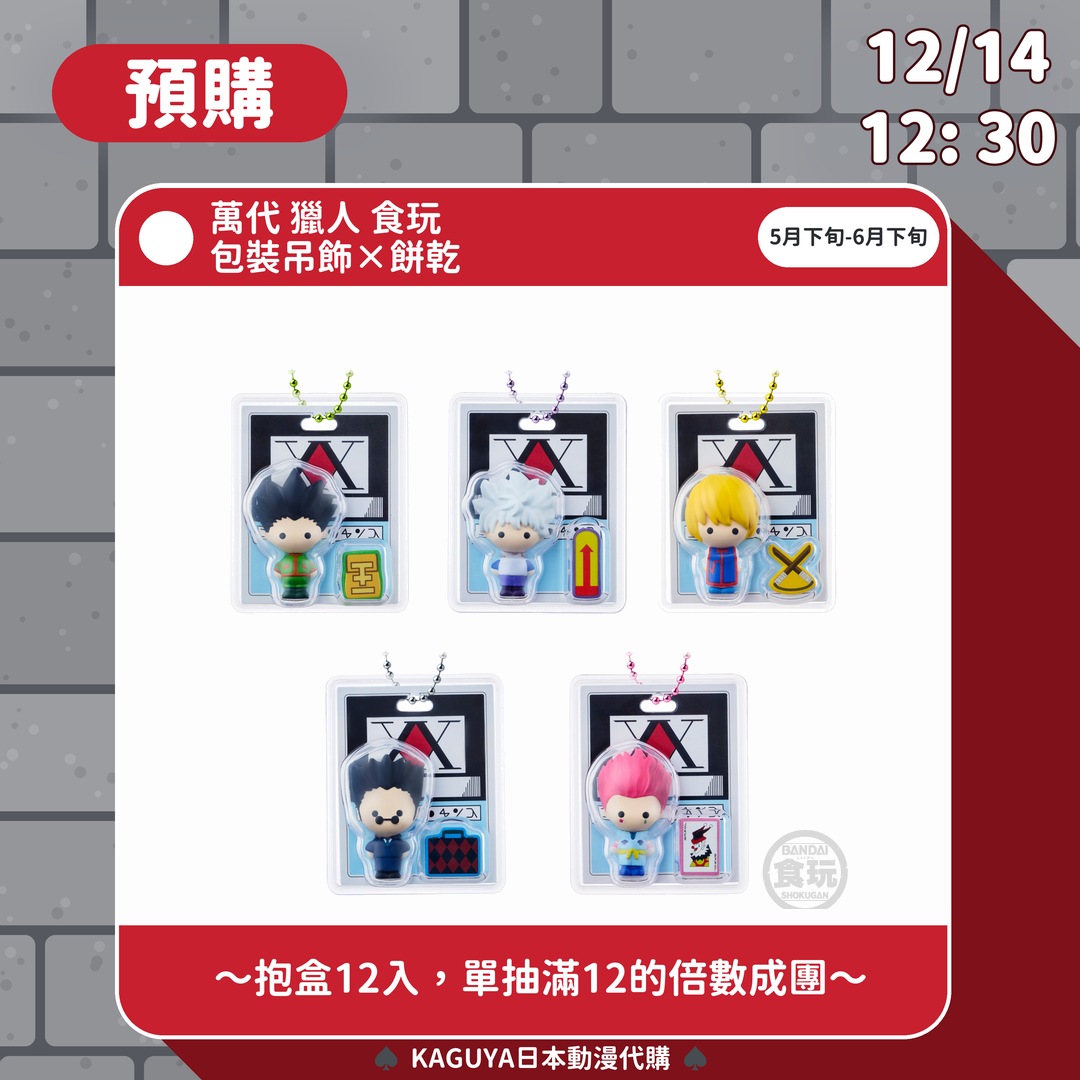 預購
12/14
12: 30
萬代 獵人 食玩
包裝吊飾×餅乾
5月下旬-6月下旬
BANDAI
食玩
SHOKUGAN
～抱盒12入，單抽滿12的倍數成團～
KAGUYA日本動漫代購